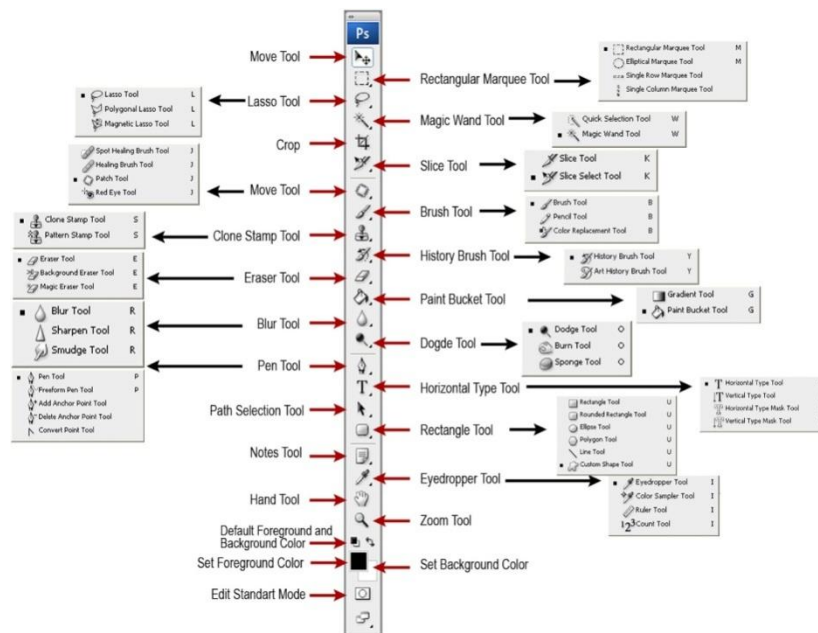 Ps
Move Tool
Rectangular Marquee Tool
Rectangular Marquee Tool M
Elliptical Marquee Tool M
Single Row Marquee Tool
Single Column Marquee Tool
Lasso Tool L
Polygonal Lasso Tool L
Magnetic Lasso Tool L
Lasso Tool
Magic Wand Tool
Quick Selection Tool W
Magic Wand Tool W
Crop
Spot Healing Brush Tool J
Healing Brush Tool J
Patch Tool J
Red Eye Tool J
Slice Tool
Slice Tool K
Slice Select Tool K
Move Tool
Brush Tool
Brush Tool B
Pencil Tool B
Color Replacement Tool B
Clone Stamp Tool S
Pattern Stamp Tool S
Clone Stamp Tool
History Brush Tool
History Brush Tool Y
Art History Brush Tool Y
Eraser Tool E
Background Eraser Tool E
Magic Eraser Tool E
Eraser Tool
Paint Bucket Tool
Gradient Tool G
Paint Bucket Tool G
Blur Tool R
Sharpen Tool R
Smudge Tool R
Blur Tool
Dogde Tool
Dodge Tool O
Burn Tool O
Sponge Tool O
Pen Tool
Pen Tool P
Freeform Pen Tool P
Add Anchor Point Tool
Delete Anchor Point Tool
Convert Point Tool
T
Horizontal Type Tool
T Horizontal Type Tool
T Vertical Type Tool
Horizontal Type Mask Tool
Vertical Type Mask Tool
Path Selection Tool
Rectangle Tool
Rectangle Tool U
Rounded Rectangle Tool U
Ellipse Tool U
Polygon Tool U
Line Tool U
Custom Shape Tool U
Notes Tool
Eyedropper Tool
Eyedropper Tool I
Color Sampler Tool I
Ruler Tool I
123 Count Tool I
Hand Tool
Zoom Tool
Default Foreground and
Background Color
Set Foreground Color
Set Background Color
Edit Standart Mode